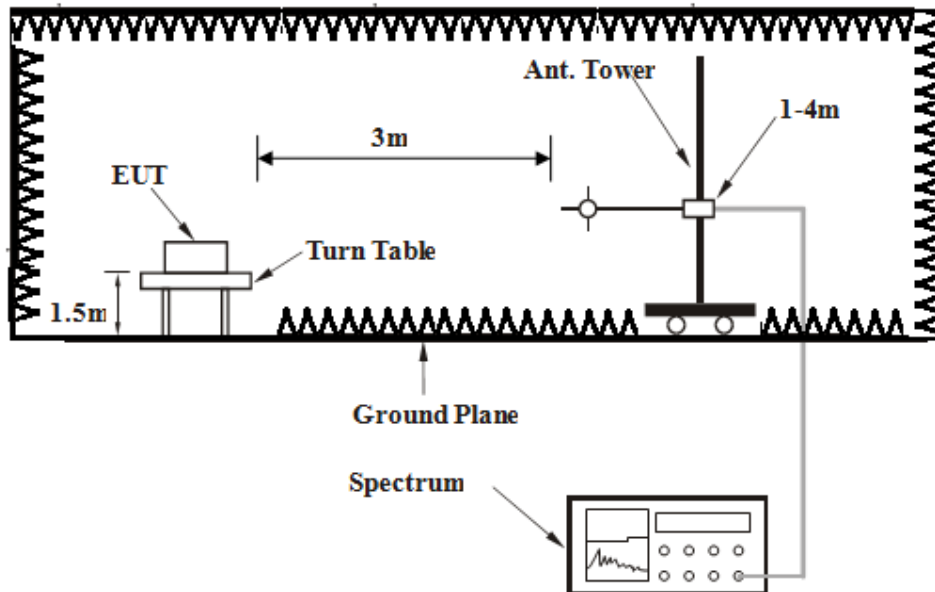 Ant. Tower
1-4m
3m
EUT
Turn Table
1.5m
Ground Plane
Spectrum